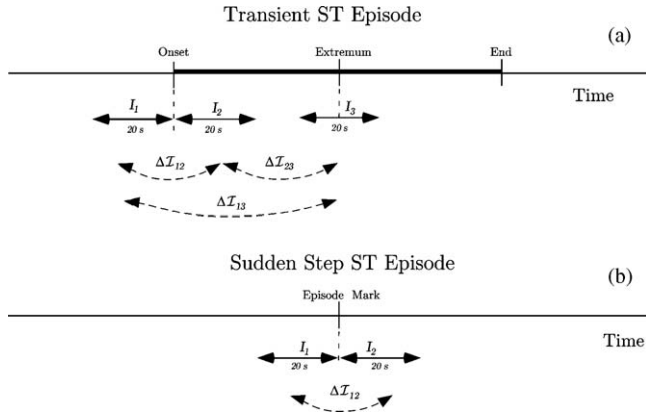 Transient ST Episode
(a)
Onset Extremum End
Time
I1 I2 I3
20 s 20 s 20 s
ΔI12 ΔI23
ΔI13
Sudden Step ST Episode
(b)
Episode Mark
Time
I1 I2
20 s 20 s
ΔI12